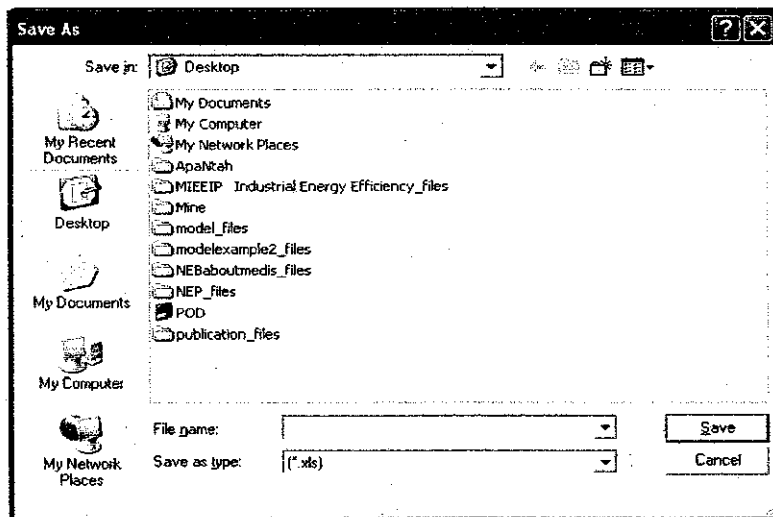 Save As
Save in: Desktop
My Recent
Documents
Desktop
My Documents
My Computer
My Network
Places
My Documents
My Computer
My Network Places
ApaNtah
MIEEIP Industrial Energy Efficiency_files
Mine
model_files
modelexample2_files
NEBaboutmedis_files
NEP_files
POD
publication_files
File name:
Save
Save as type: (*.xls)
Cancel